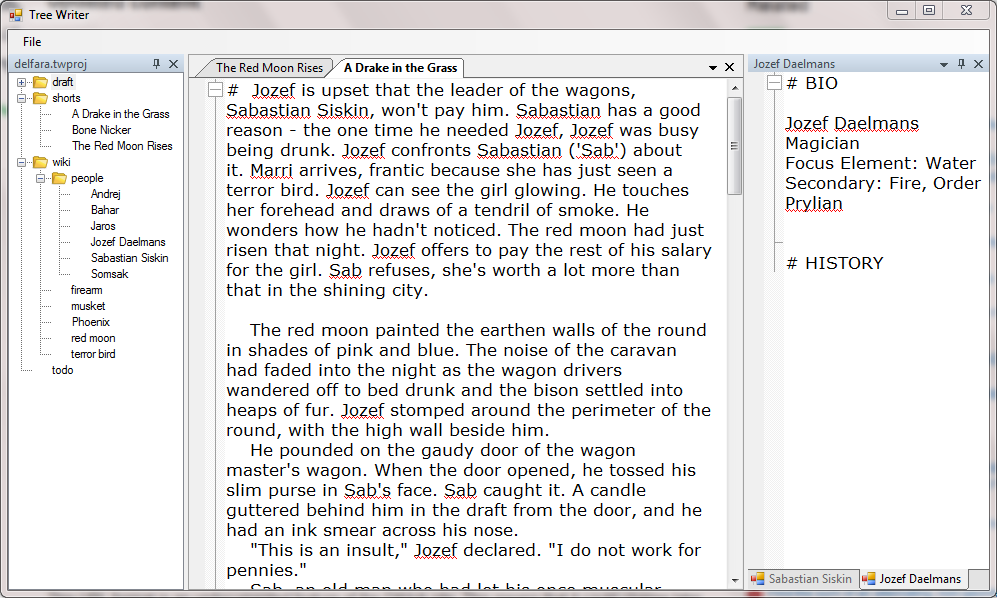 Tree Writer
File
delfara.twproj
draft
shorts
A Drake in the Grass
Bone Nicker
The Red Moon Rises
wiki
people
Andrej
Bahar
Jaros
Jozef Daelmans
Sabastian Siskin
Somsak
firearm
musket
Phoenix
red moon
terror bird
todo
The Red Moon Rises
A Drake in the Grass
# Jozef is upset that the leader of the wagons,
Sabastian Siskin, won't pay him. Sabastian has a good
reason - the one time he needed Jozef, Jozef was busy
being drunk. Jozef confronts Sabastian ('Sab') about
it. Marri arrives, frantic because she has just seen a
terror bird. Jozef can see the girl glowing. He touches
her forehead and draws of a tendril of smoke. He
wonders how he hadn't noticed. The red moon had just
risen that night. Jozef offers to pay the rest of his salary
for the girl. Sab refuses, she's worth a lot more than
that in the shining city.
The red moon painted the earthen walls of the round
in shades of pink and blue. The noise of the caravan
had faded into the night as the wagon drivers
wandered off to bed drunk and the bison settled into
heaps of fur. Jozef stomped around the perimeter of the
round, with the high wall beside him.
He pounded on the gaudy door of the wagon
master's wagon. When the door opened, he tossed his
slim purse in Sab's face. Sab caught it. A candle
guttered behind him in the draft from the door, and he
had an ink smear across his nose.
"This is an insult," Jozef declared. "I do not work for
pennies."
Sab, an old man who had let his once muscular
Jozef Daelmans
# BIO
Jozef Daelmans
Magician
Focus Element: Water
Secondary: Fire, Order
Prylian
# HISTORY
Sabastian Siskin
Jozef Daelmans